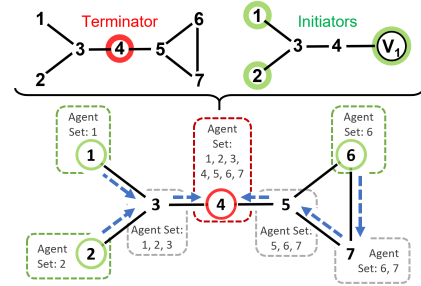 Terminator
Initiators
1
2
3
4
5
6
7
1
2
3
4
V1
Agent
Set: 1
1
Agent
Set: 2
2
3
Agent Set:
1, 2, 3
Agent
Set:
1, 2, 3,
4, 5, 6, 7
4
5
Agent Set:
5, 6, 7
Agent
Set: 6
6
7
Agent
Set: 6, 7